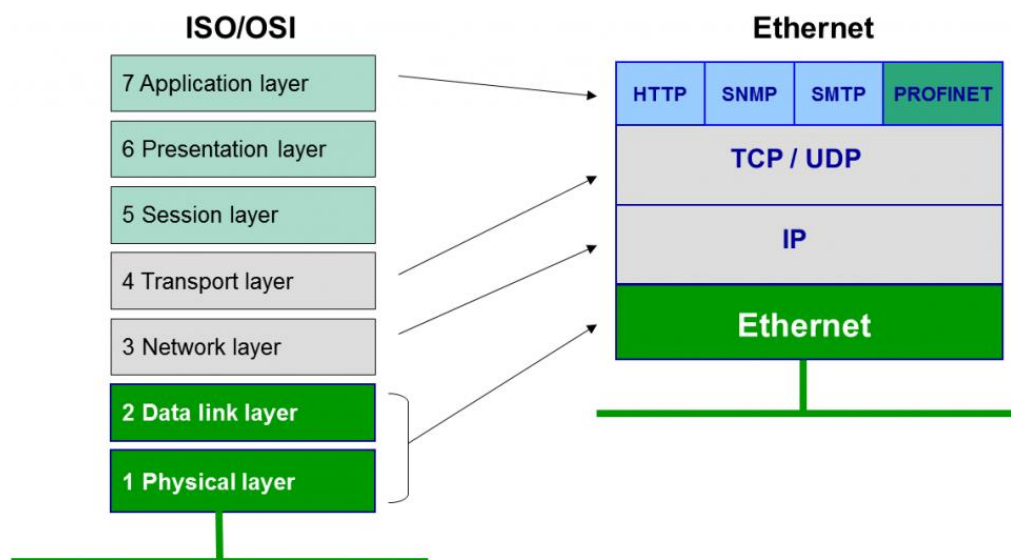 ISO/OSI
7 Application layer
6 Presentation layer
5 Session layer
4 Transport layer
3 Network layer
2 Data link layer
1 Physical layer
Ethernet
HTTP SNMP SMTP PROFINET
TCP / UDP
IP
Ethernet